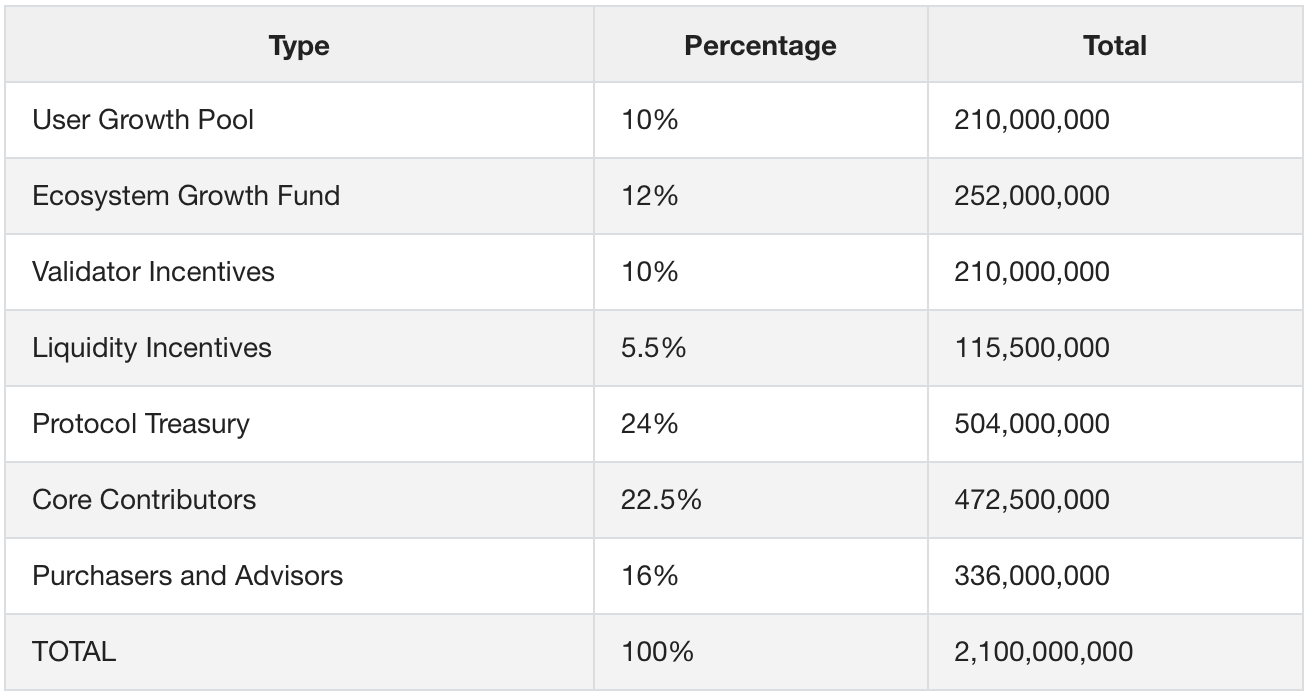 Type Percentage Total
User Growth Pool 10% 210,000,000
Ecosystem Growth Fund 12% 252,000,000
Validator Incentives 10% 210,000,000
Liquidity Incentives 5.5% 115,500,000
Protocol Treasury 24% 504,000,000
Core Contributors 22.5% 472,500,000
Purchasers and Advisors 16% 336,000,000
TOTAL 100% 2,100,000,000